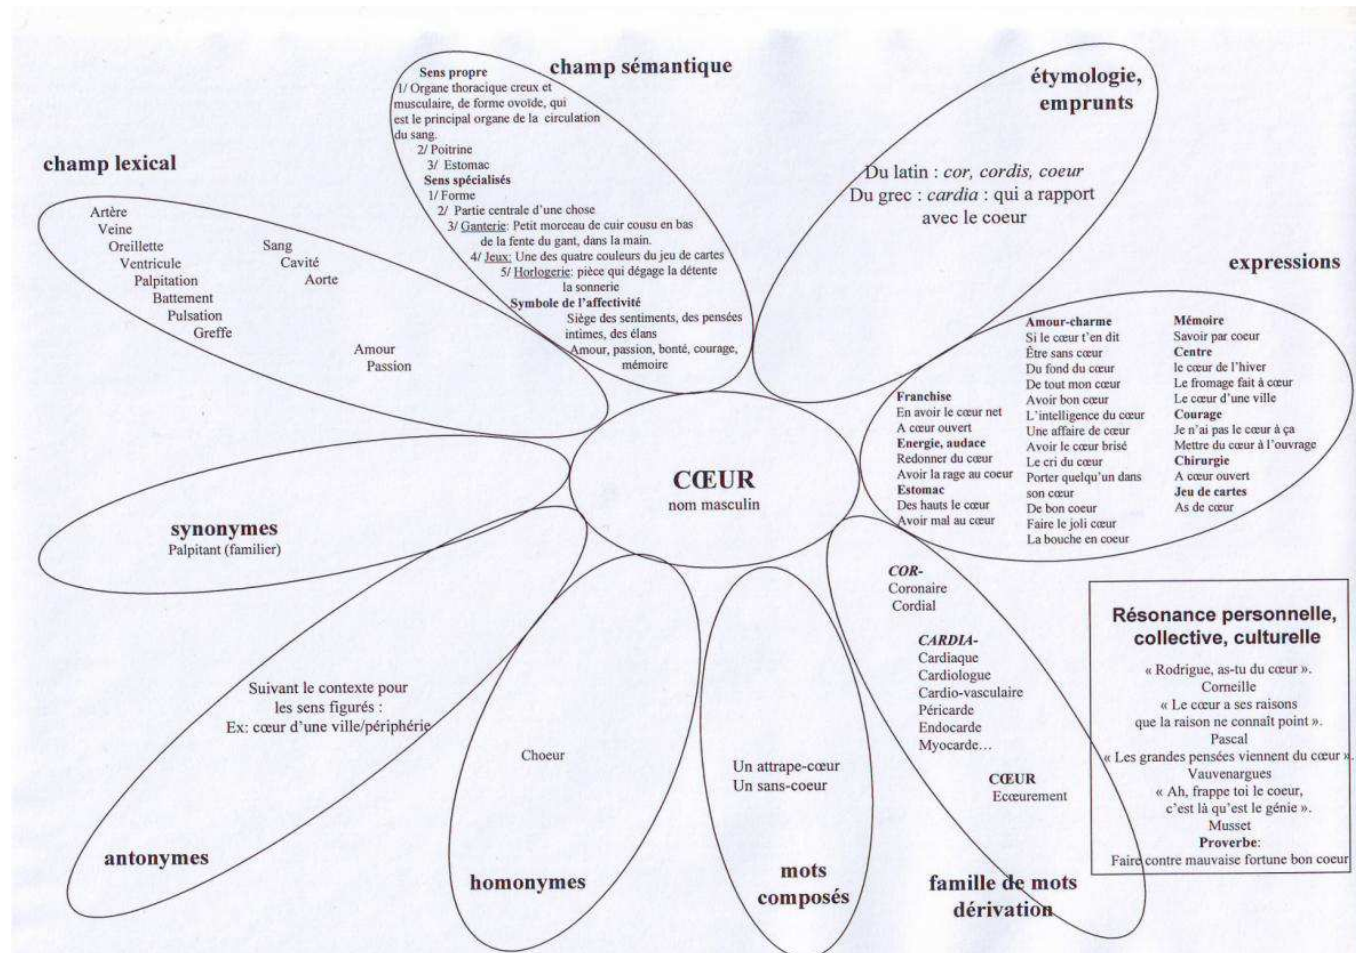 champ sémantique
Sens propre
1/ Organe thoracique creux et
musculaire, de forme ovoïde, qui
est le principal organe de la circulation
du sang.
2/ Poitrine
3/ Estomac
Sens spécialisés
1/ Forme
2/ Partie centrale d'une chose
3/ Ganterie: Petit morceau de cuir cousu en bas
de la fente du gant, dans la main.
4/ Jeux: Une des quatre couleurs du jeu de cartes
5/ Horlogerie: pièce qui dégage la détente
la sonnerie
Symbole de l'affectivité
Siège des sentiments, des pensées
intimes, des élans
Amour, passion, bonté, courage,
mémoire
étymologie,
emprunts
Du latin : cor, cordis, coeur
Du grec : cardia : qui a rapport
avec le coeur
champ lexical
Artère
Veine
Oreillette
Ventricule
Palpitation
Battement
Pulsation
Greffe
Sang
Cavité
Aorte
Amour
Passion
expressions
Franchise
En avoir le cœur net
A cœur ouvert
Energie, audace
Redonner du cœur
Avoir la rage au coeur
Estomac
Des hauts le cœur
Avoir mal au cœur
Amour-charme
Si le cœur t'en dit
Être sans cœur
Du fond du cœur
De tout mon cœur
Avoir bon cœur
L'intelligence du cœur
Une affaire de cœur
Avoir le cœur brisé
Le cri du cœur
Porter quelqu'un dans
son cœur
De bon coeur
Faire le joli cœur
La bouche en coeur
Mémoire
Savoir par coeur
Centre
le cœur de l'hiver
Le fromage fait à cœur
Le cœur d'une ville
Courage
Je n'ai pas le cœur à ça
Mettre du cœur à l'ouvrage
Chirurgie
A cœur ouvert
Jeu de cartes
As de cœur
CŒUR
nom masculin
synonymes
Palpitant (familier)
Suivant le contexte pour
les sens figurés :
Ex: cœur d'une ville/périphérie
antonymes
Choeur
homonymes
Un attrape-cœur
Un sans-coeur
mots
composés
COR-
Coronaire
Cordial
CARDIA-
Cardiaque
Cardiologue
Cardio-vasculaire
Péricarde
Endocarde
Myocarde…
CŒUR
Ecœurement
famille de mots
dérivation
Résonance personnelle,
collective, culturelle
« Rodrigue, as-tu du cœur ».
Corneille
« Le cœur a ses raisons
que la raison ne connaît point ».
Pascal
« Les grandes pensées viennent du cœur ».
Vauvenargues
« Ah, frappe toi le coeur,
c'est là qu'est le génie ».
Musset
Proverbe:
Faire contre mauvaise fortune bon coeur